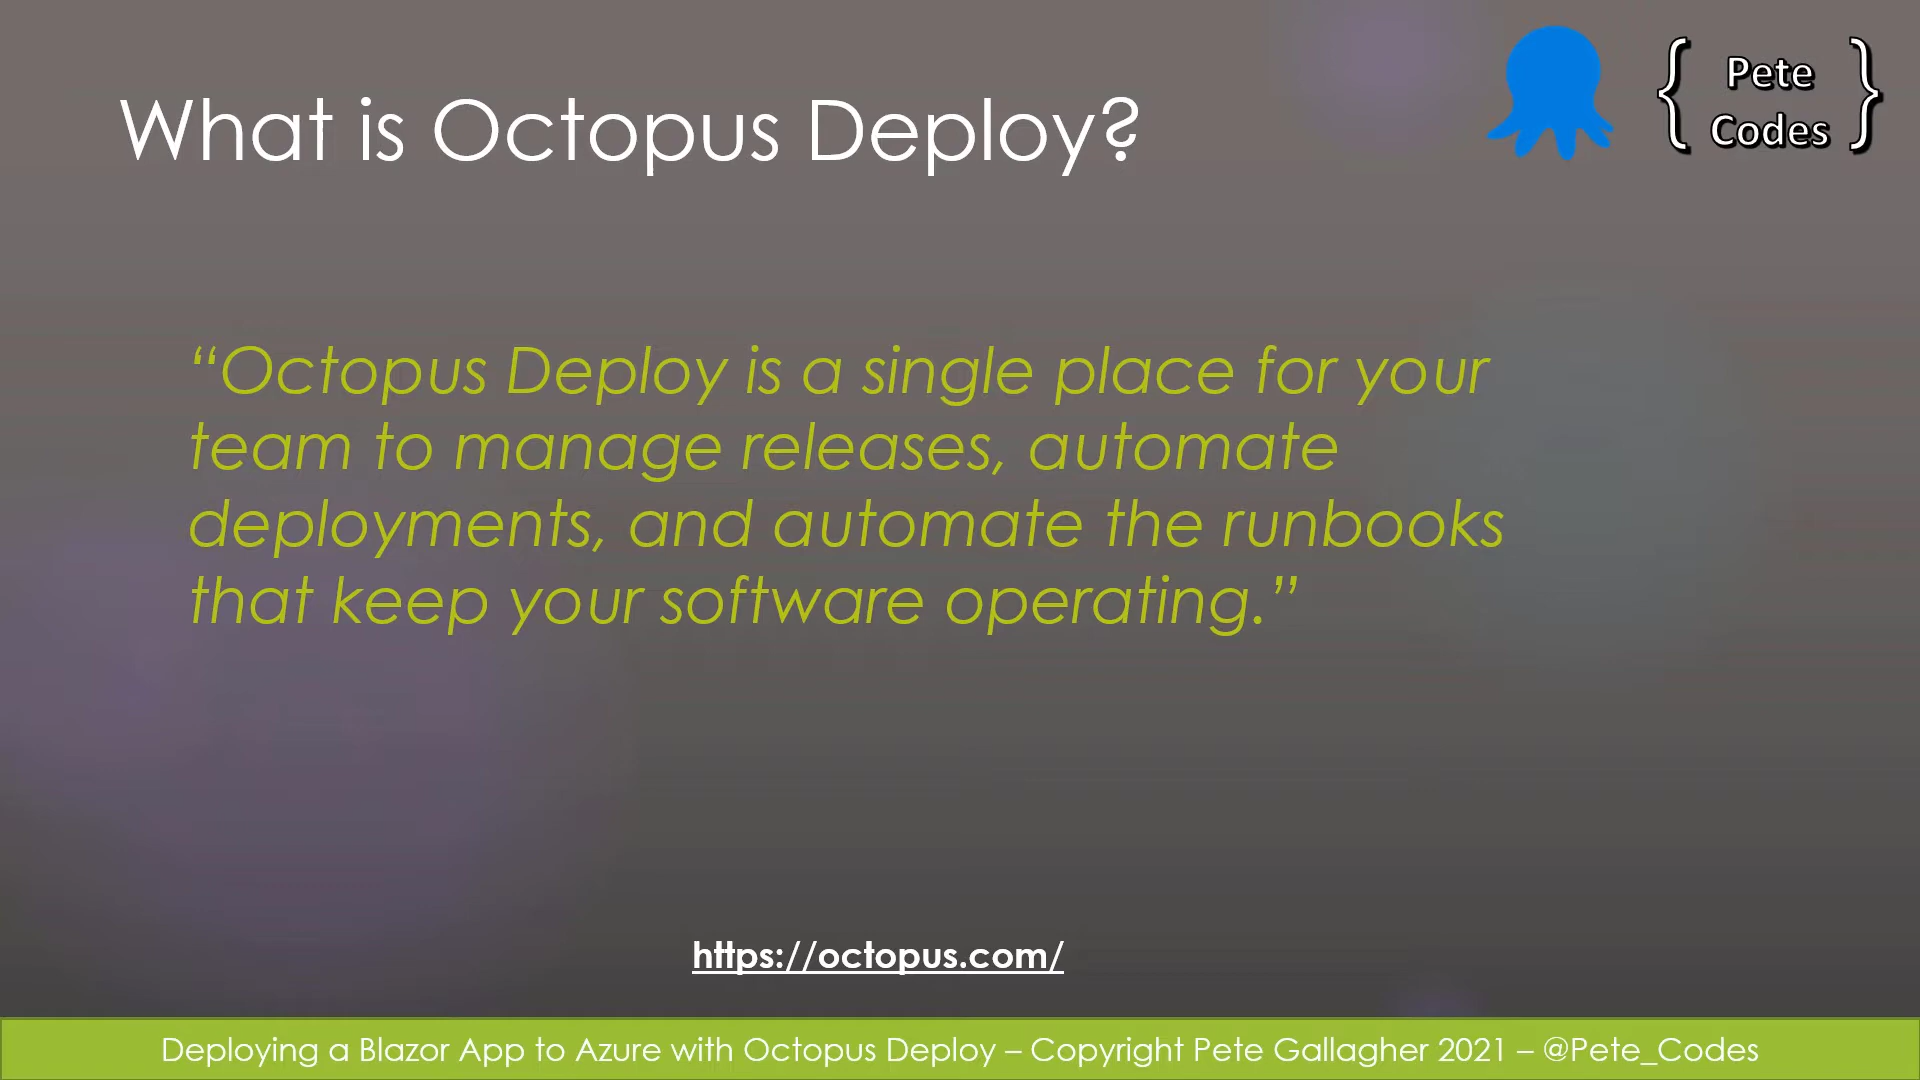 What is Octopus Deploy?
{ Pete
Codes }
“Octopus Deploy is a single place for your
team to manage releases, automate
deployments, and automate the runbooks
that keep your software operating.”
https://octopus.com/
Deploying a Blazor App to Azure with Octopus Deploy – Copyright Pete Gallagher 2021 – @Pete_Codes